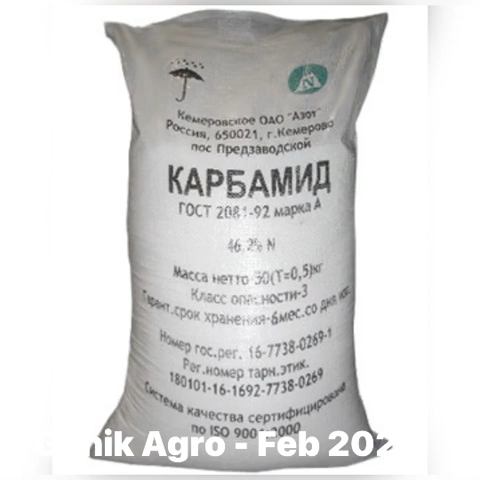 N
Кемеровское ОАО "Азот"
Россия, 650021, г.Кемерово
пос Предзаводской
КАРБАМИД
ГОСТ 2081-92 марка А
46,2% N
Масса нетто 50(Т=0,5)кг
Класс опасности-3
Гарант.срок хранения-6мес.со дня изг.
Номер гос.рег. 16-7738-0269-1
Рег.номер тарн.этик.
180101-16-1692-7738-0269
Система качества сертифицирована
по ISO 9001:2000
Agro - Feb